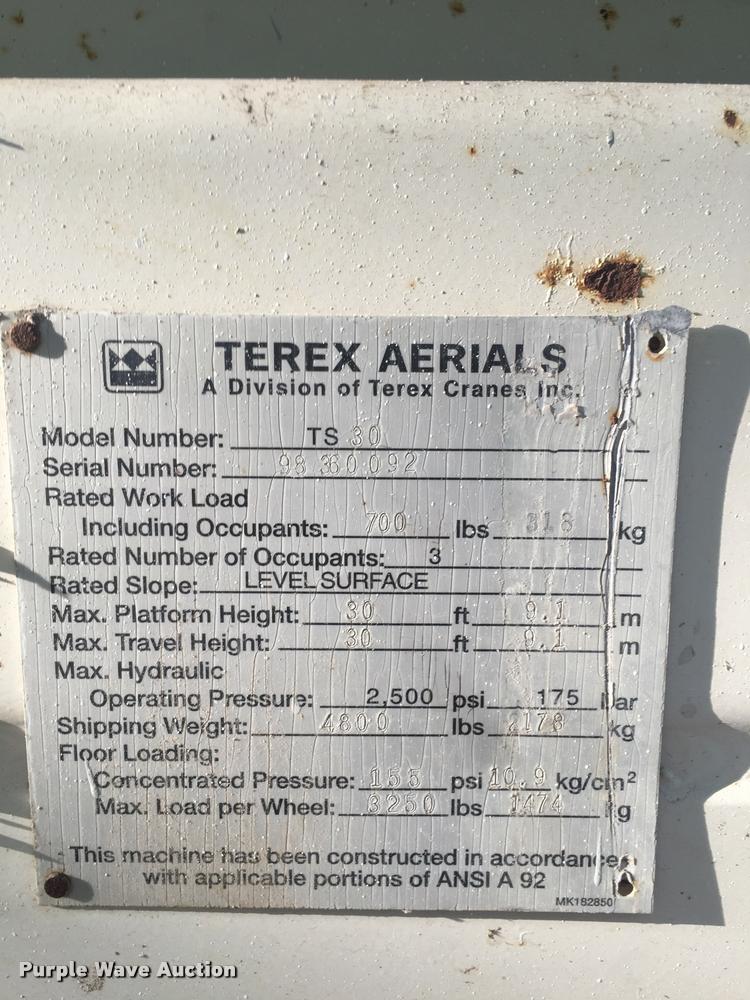 TEREX AERIALS
A Division of Terex Cranes Inc.
Model Number: TS 30
Serial Number:
Rated Work Load
Including Occupants: 700 lbs 318 kg
Rated Number of Occupants: 3
Rated Slope: LEVEL SURFACE
Max. Platform Height: 30 ft 9.1 m
Max. Travel Height: 30 ft 9.1 m
Max. Hydraulic
Operating Pressure: 2,500 psi 175 bar
Shipping Weight: 4800 lbs 2178 kg
Floor Loading:
Concentrated Pressure: 155 psi 10.9 kg/cm²
Max. Load per Wheel: 3250 lbs 1474 kg
This machine has been constructed in accordance
with applicable portions of ANSI A 92
MK182850
Purple Wave Auction